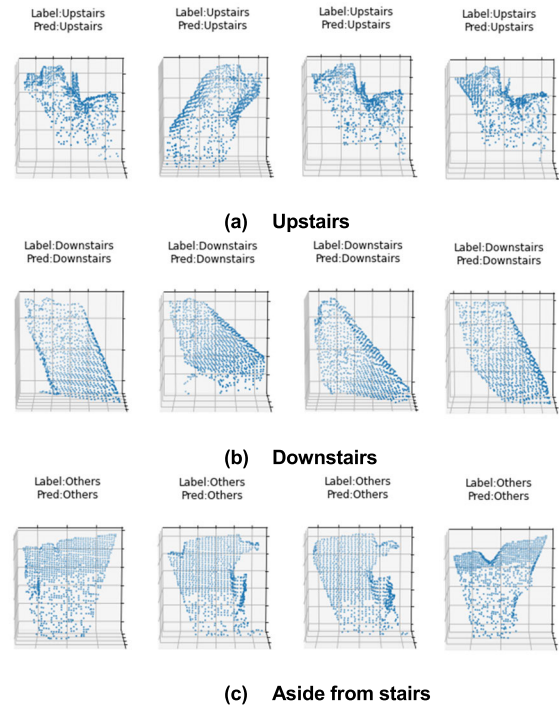 Label:Upstairs
Pred:Upstairs
Label:Upstairs
Pred:Upstairs
Label:Upstairs
Pred:Upstairs
Label:Upstairs
Pred:Upstairs
(a) Upstairs
Label:Downstairs
Pred:Downstairs
Label:Downstairs
Pred:Downstairs
Label:Downstairs
Pred:Downstairs
Label:Downstairs
Pred:Downstairs
(b) Downstairs
Label:Others
Pred:Others
Label:Others
Pred:Others
Label:Others
Pred:Others
Label:Others
Pred:Others
(c) Aside from stairs